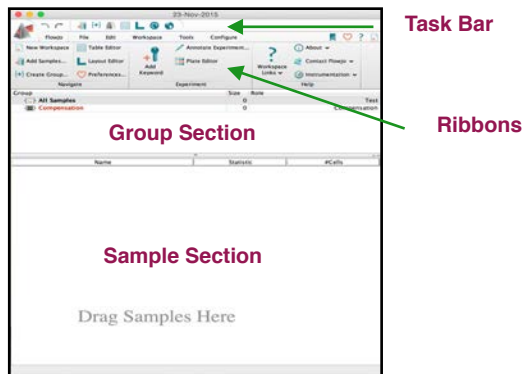 23-Nov-2015
Task Bar
FlowJo File Edit Workspace Tools Configure
New Workspace Table Editor Annotate Experiment... About
Add Samples... Layout Editor Add Keyword Plate Editor Workspace Links Contact FlowJo
Create Group... Preferences... Instrumentation
Navigate Experiment Help
Ribbons
Group Size Role
All Samples 0 Test
Compensation 0 Compensation
Group Section
Name Statistic #Cells
Sample Section
Drag Samples Here